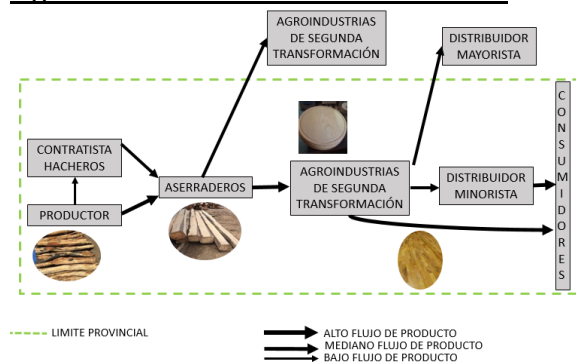 AGROINDUSTRIAS
DE SEGUNDA
TRANSFORMACIÓN
DISTRIBUIDOR
MAYORISTA
CONTRATISTA
HACHEROS
PRODUCTOR
ASERRADEROS
AGROINDUSTRIAS
DE SEGUNDA
TRANSFORMACIÓN
DISTRIBUIDOR
MINORISTA
CONSUMIDORES
LIMITE PROVINCIAL
ALTO FLUJO DE PRODUCTO
MEDIANO FLUJO DE PRODUCTO
BAJO FLUJO DE PRODUCTO